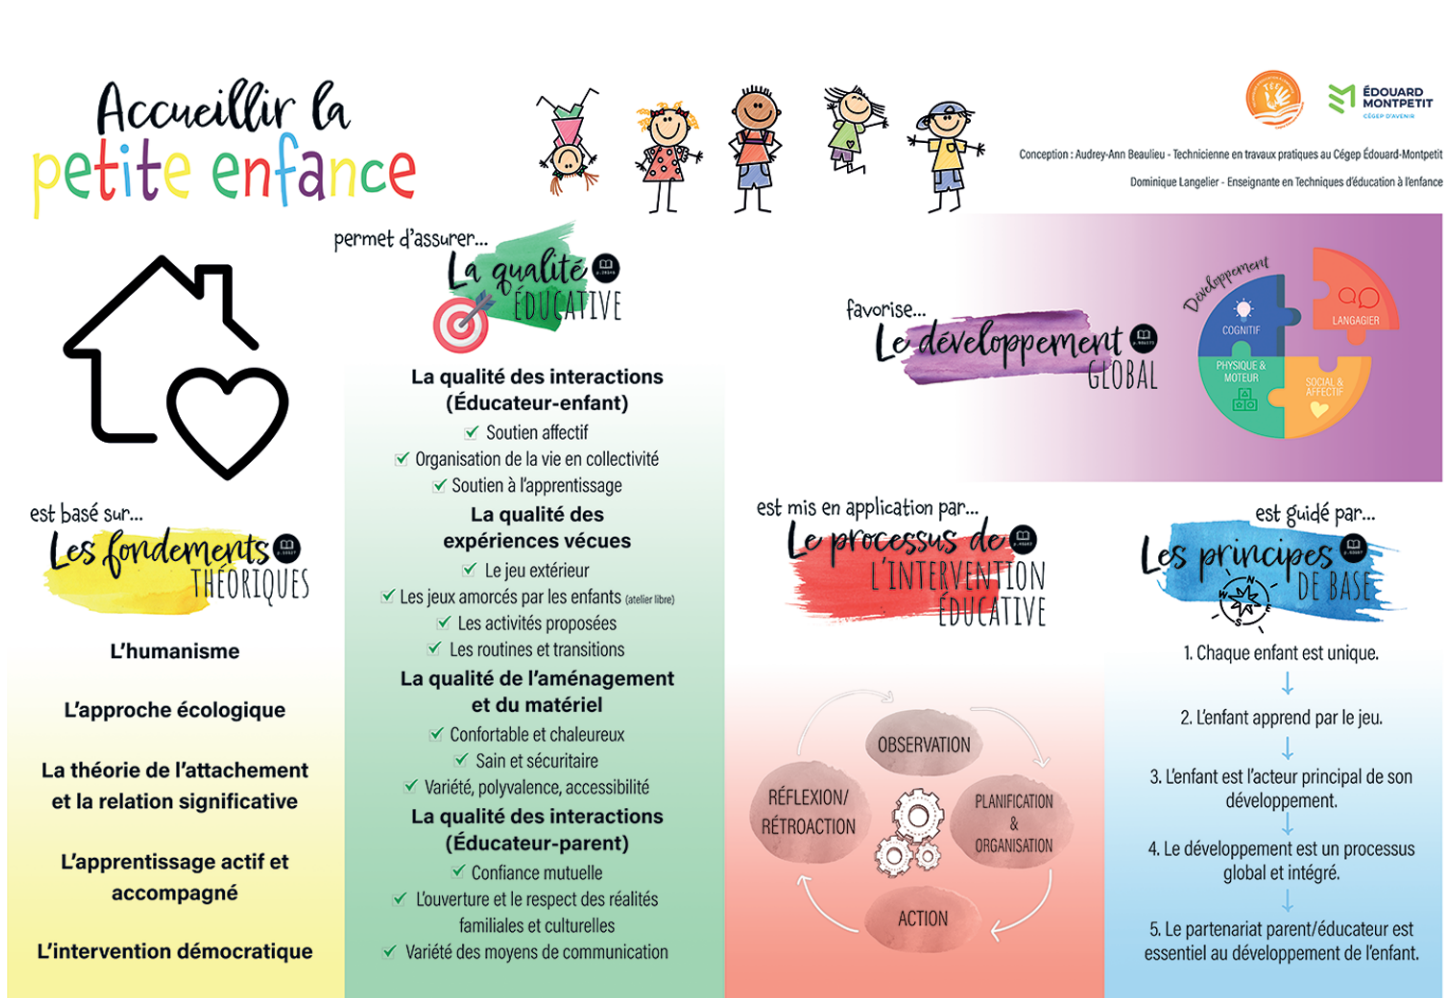 Accueillir la
petite enfance
ÉDOUARD
MONTPETIT
CÉGEP D'AVENIR
Conception : Audrey-Ann Beaulieu - Technicienne en travaux pratiques au Cégep Édouard-Montpetit
Dominique Langelier - Enseignante en Techniques d'éducation à l'enfance
permet d'assurer...
La qualité
ÉDUCATIVE
La qualité des interactions
(Éducateur-enfant)
Soutien affectif
Organisation de la vie en collectivité
Soutien à l'apprentissage
La qualité des
expériences vécues
Le jeu extérieur
Les jeux amorcés par les enfants (atelier libre)
Les activités proposées
Les routines et transitions
La qualité de l'aménagement
et du matériel
Confortable et chaleureux
Sain et sécuritaire
Variété, polyvalence, accessibilité
La qualité des interactions
(Éducateur-parent)
Confiance mutuelle
L'ouverture et le respect des réalités
familiales et culturelles
Variété des moyens de communication
favorise...
Le développement
GLOBAL
Développement
COGNITIF
LANGAGIER
PHYSIQUE &
MOTEUR
SOCIAL &
AFFECTIF
est basé sur...
Les fondements
THÉORIQUES
L'humanisme
L'approche écologique
La théorie de l'attachement
et la relation significative
L'apprentissage actif et
accompagné
L'intervention démocratique
est mis en application par...
Le processus de
L'INTERVENTION
ÉDUCATIVE
OBSERVATION
PLANIFICATION
&
ORGANISATION
ACTION
RÉFLEXION/
RÉTROACTION
est guidé par...
Les principes
DE BASE
N
W
E
S
1. Chaque enfant est unique.
2. L'enfant apprend par le jeu.
3. L'enfant est l'acteur principal de son
développement.
4. Le développement est un processus
global et intégré.
5. Le partenariat parent/éducateur est
essentiel au développement de l'enfant.